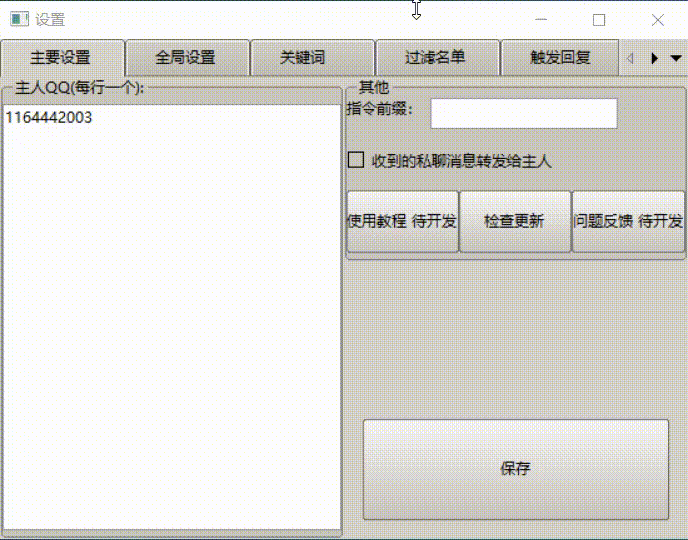 设置
主要设置 全局设置 关键词 过滤名单 触发回复
主人QQ(每行一个):
1164442003
其他
指令前缀:
收到的私聊消息转发给主人
使用教程 待开发 检查更新 问题反馈 待开发
保存